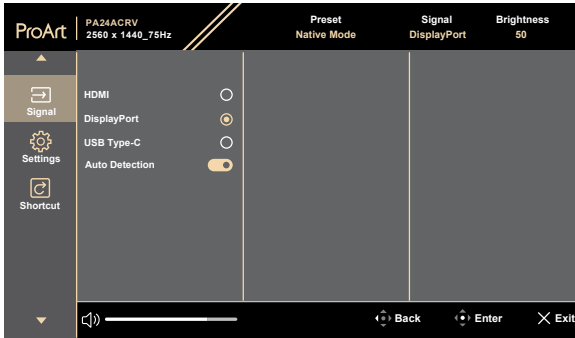 ProArt
PA24ACRV
2560 x 1440_75Hz
Preset
Native Mode
Signal
DisplayPort
Brightness
50
Signal
Settings
Shortcut
HDMI
DisplayPort
USB Type-C
Auto Detection
Back
Enter
Exit